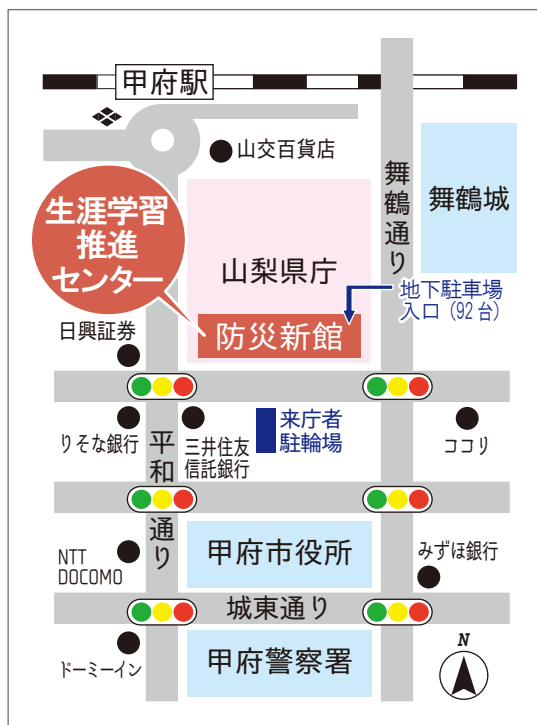 甲府駅
山交百貨店
舞鶴通り
舞鶴城
生涯学習
推進
センター
山梨県庁
地下駐車場
入口（92台）
防災新館
日興証券
りそな銀行
平和通り
三井住友
信託銀行
来庁者
駐輪場
ココリ
NTT
DOCOMO
甲府市役所
みずほ銀行
城東通り
ドーミーイン
甲府警察署
N